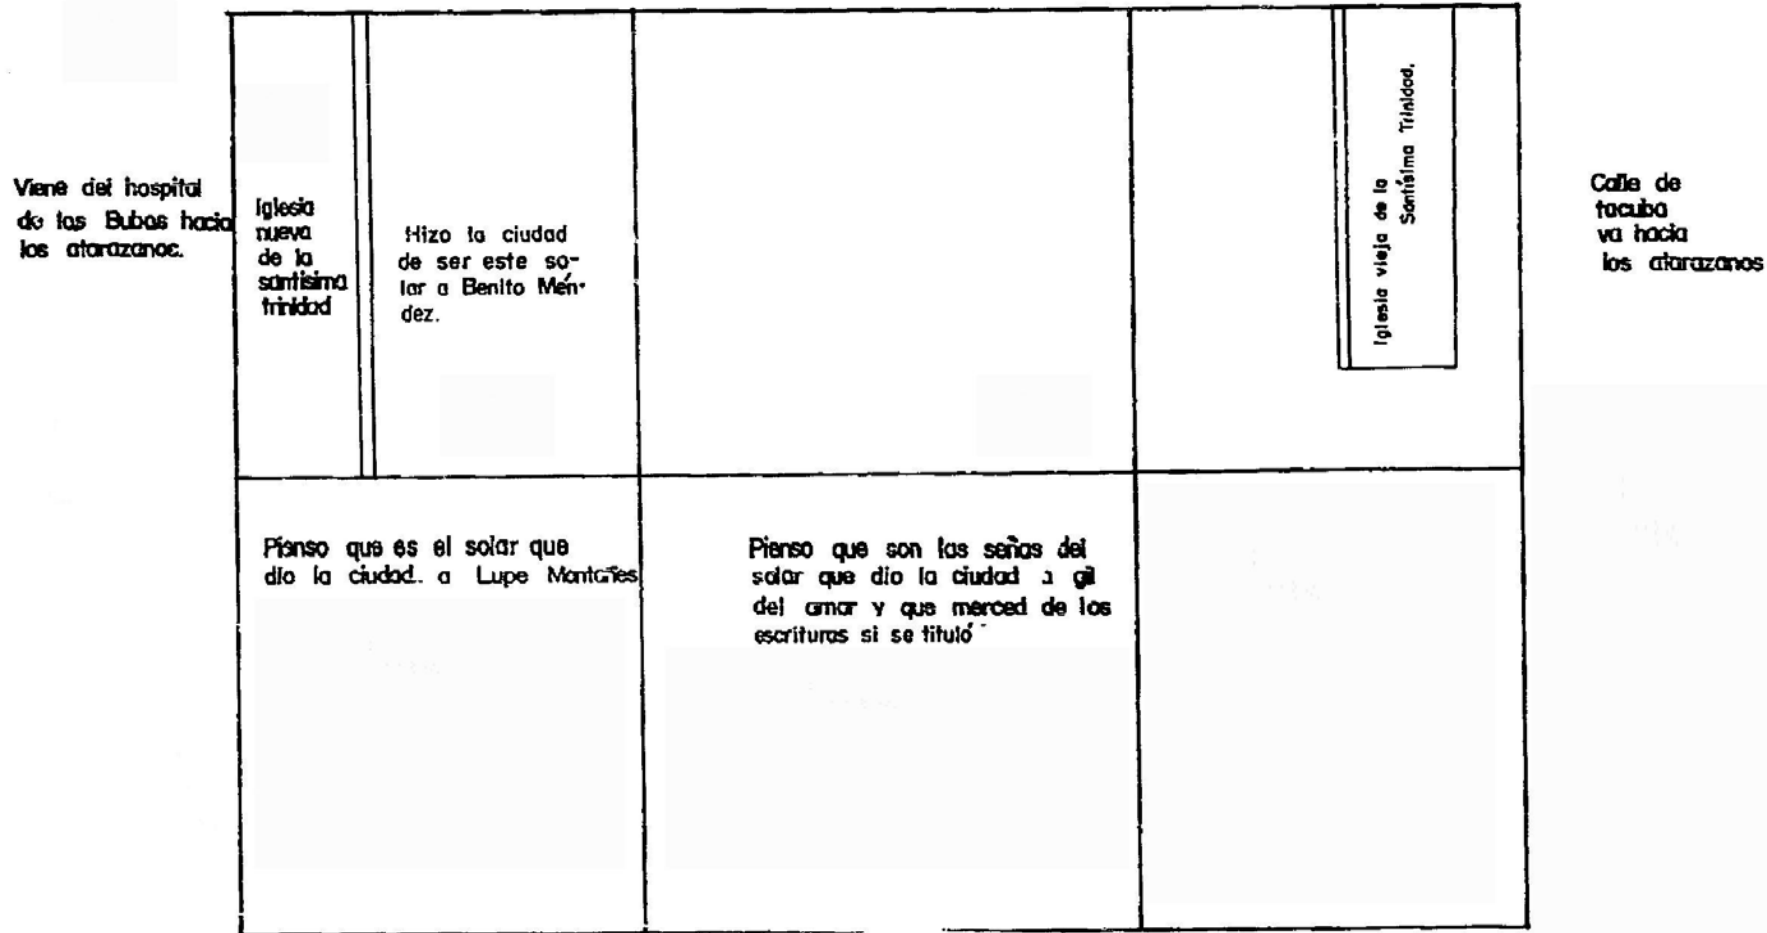 Viene del hospital
de las Bubas hacia
los atarazanos.
Iglesia
nueva
de la
santisima
trinidad
Hizo la ciudad
de ser este so-
lar a Benito Mén-
dez.
Iglesia vieja de la
Santísima Trinidad.
Calle de
tacuba
va hacia
los atarazanos
Pienso que es el solar que
dio la ciudad. a Lupe Montañes
Pienso que son las señas del
solar que dio la ciudad a gil
del amar y que merced de los
escrituras si se tituló